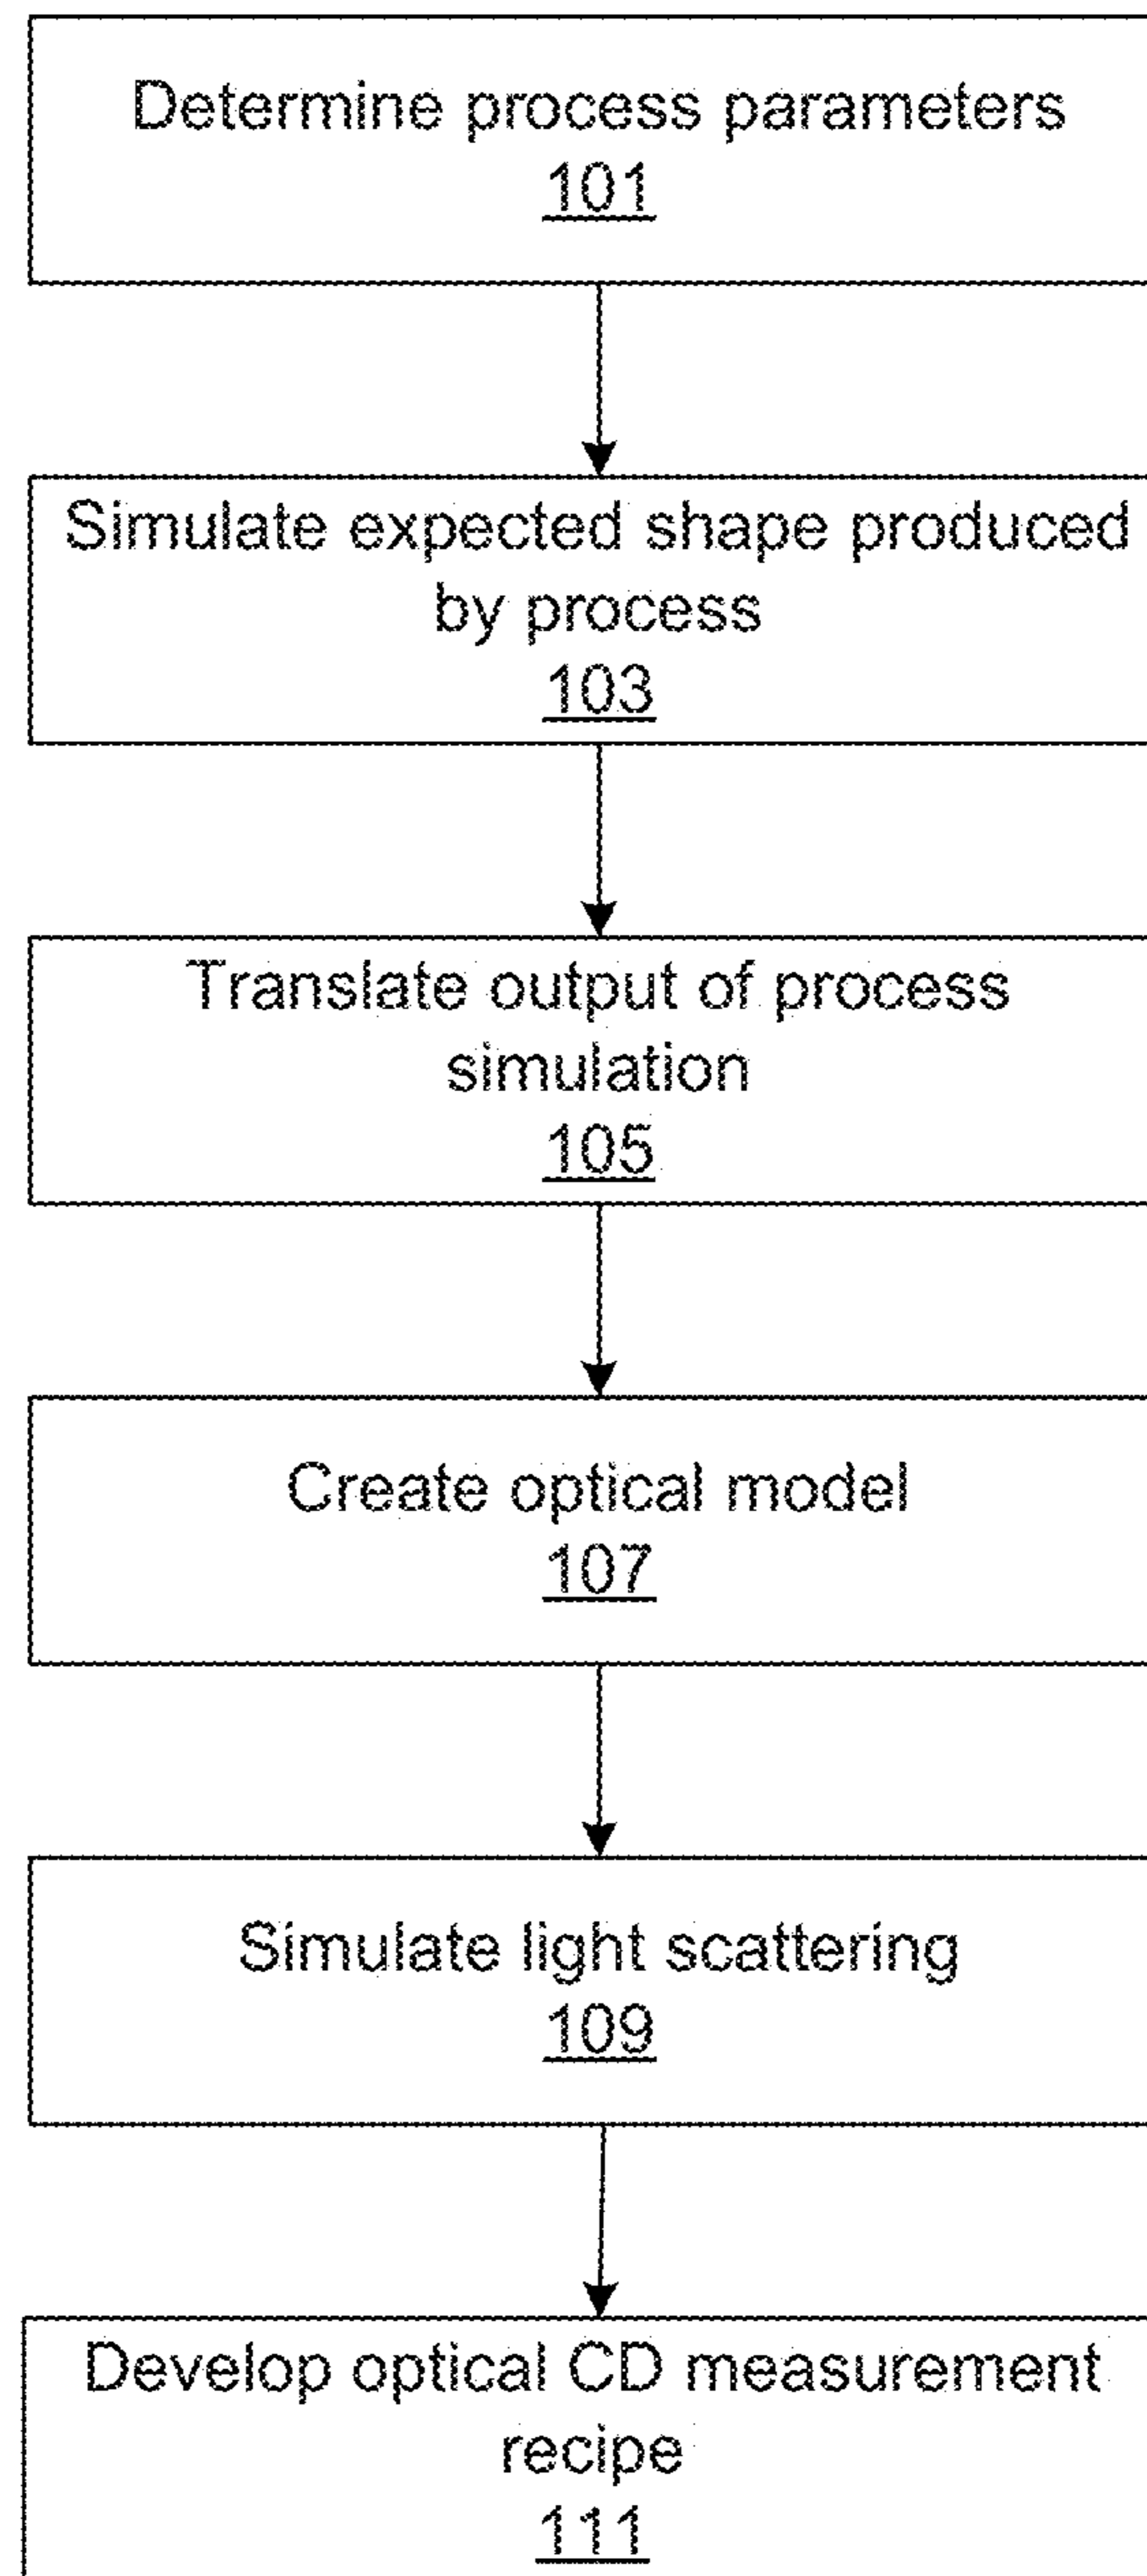 Determine process parameters
101
Simulate expected shape produced
by process
103
Translate output of process
simulation
105
Create optical model
107
Simulate light scattering
109
Develop optical CD measurement
recipe
111